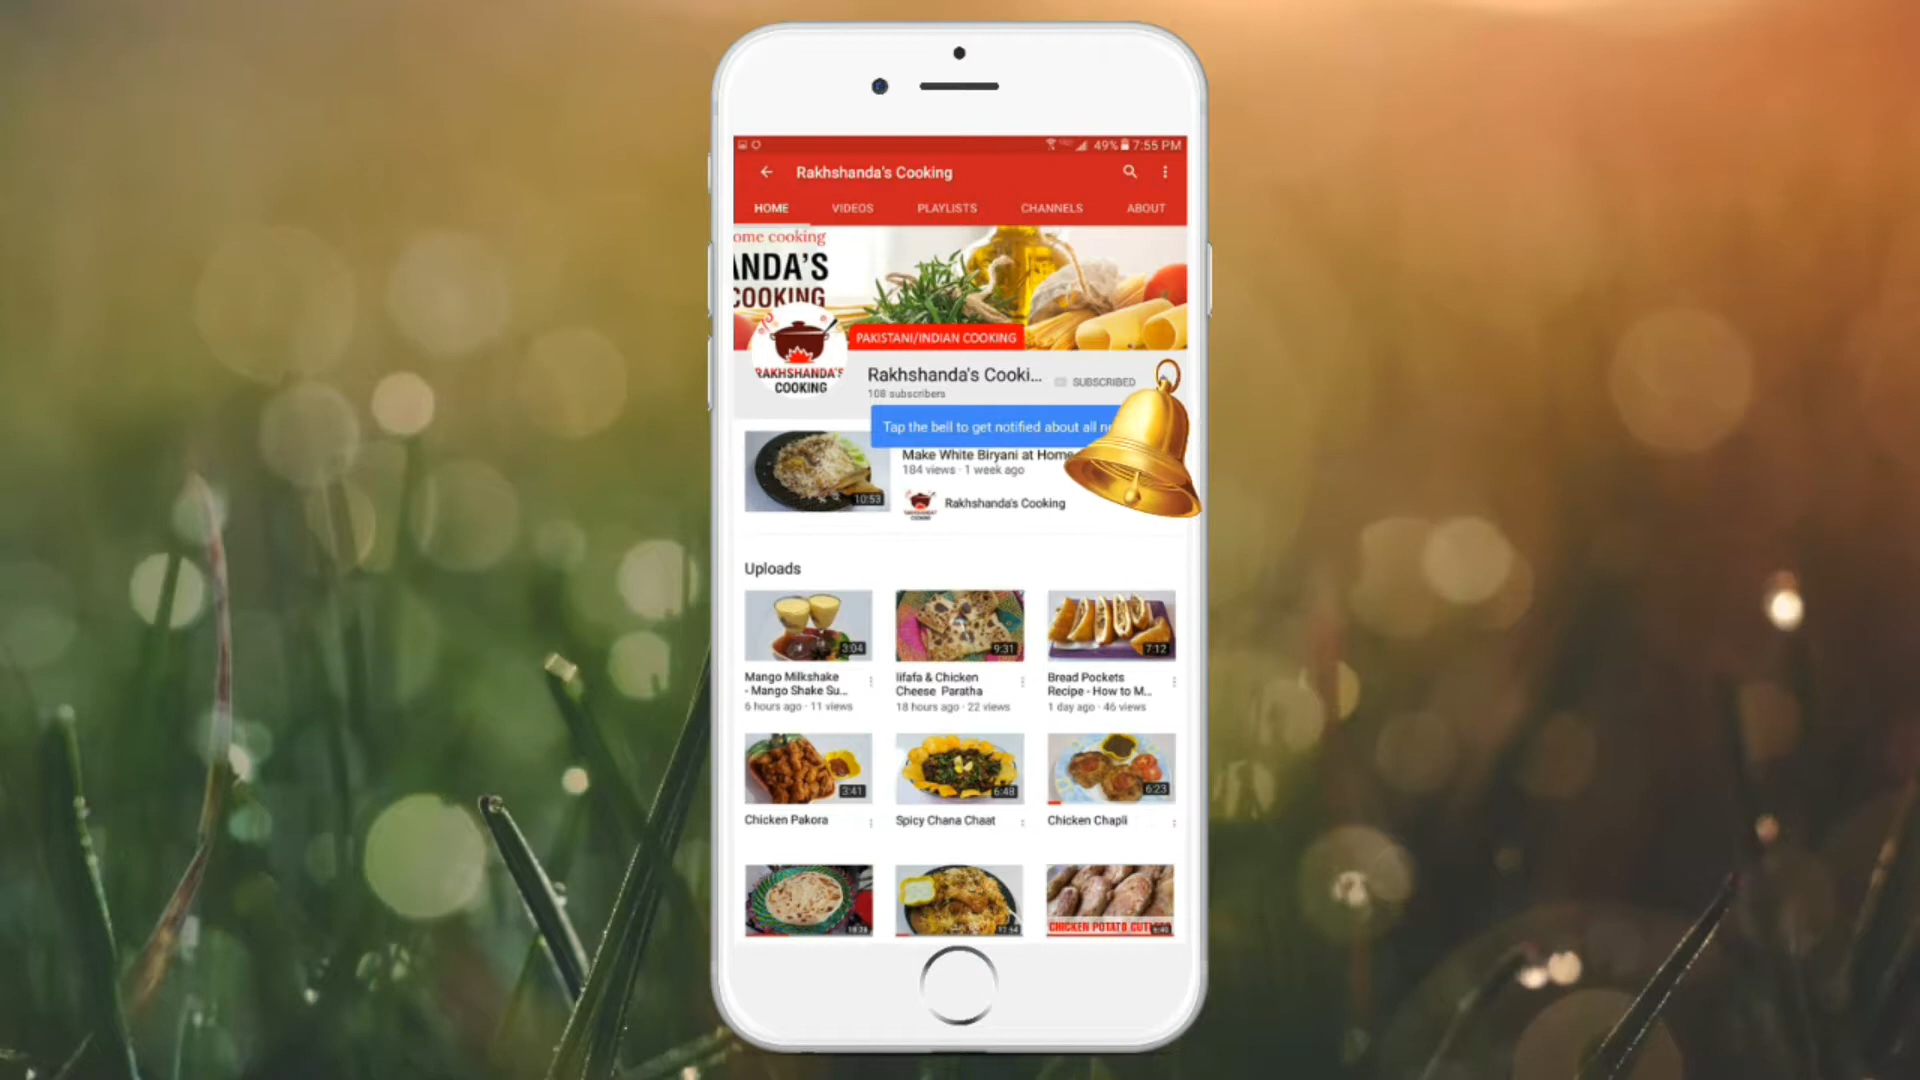 49% 7:55 PM
Rakhshanda's Cooking
HOME VIDEOS PLAYLISTS CHANNELS ABOUT
ome cooking
ANDA'S
COOKING
PAKISTANI/INDIAN COOKING
RAKHSHANDA'S
COOKING
Rakhshanda's Cooki...
SUBSCRIBED
108 subscribers
Tap the bell to get notified about all
Make White Biryani at Home
184 views · 1 week ago
10:53
Rakhshanda's Cooking
Uploads
3:04 9:31 7:12
Mango Milkshake
- Mango Shake Su...
6 hours ago · 11 views
lifafa & Chicken
Cheese Paratha
18 hours ago · 22 views
Bread Pockets
Recipe - How to M...
1 day ago · 46 views
3:41 6:48 6:23
Chicken Pakora
Spicy Chana Chaat
Chicken Chapli
CHICKEN POTATO CUT